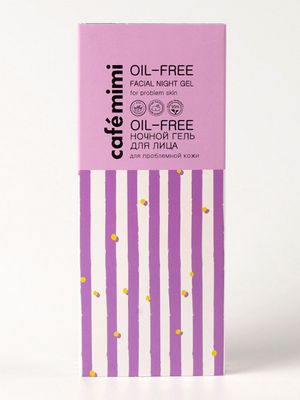 café mimi
OIL-FREE
FACIAL NIGHT GEL
for problem skin
OIL-FREE
НОЧНОЙ ГЕЛЬ
ДЛЯ ЛИЦА
для проблемной кожи